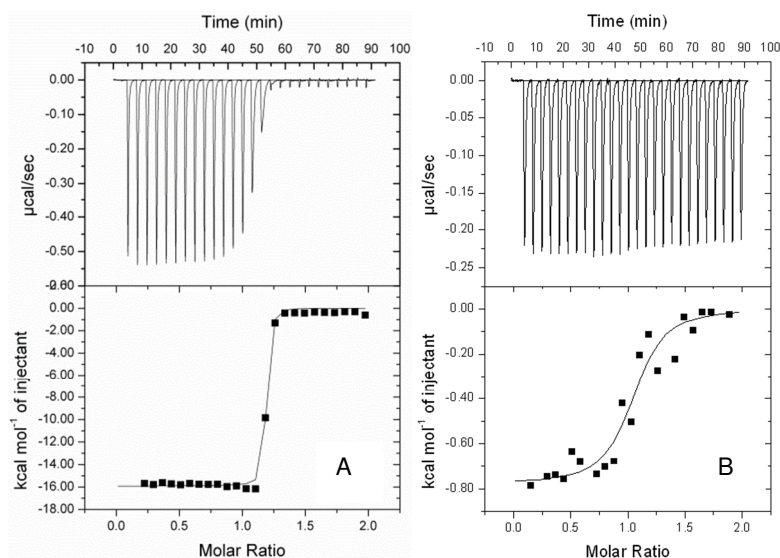 Time (min)
-10 0 10 20 30 40 50 60 70 80 90 100
0.00
-0.10
-0.20
-0.30
-0.40
-0.50
µcal/sec
0.00
-2.00
-4.00
-6.00
-8.00
-10.00
-12.00
-14.00
-16.00
-18.00
kcal mol⁻¹ of injectant
A
0.0 0.5 1.0 1.5 2.0
Molar Ratio
Time (min)
-10 0 10 20 30 40 50 60 70 80 90 100
0.00
-0.05
-0.10
-0.15
-0.20
-0.25
µcal/sec
0.00
-0.20
-0.40
-0.60
-0.80
kcal mol⁻¹ of injectant
B
0.0 0.5 1.0 1.5 2.0
Molar Ratio